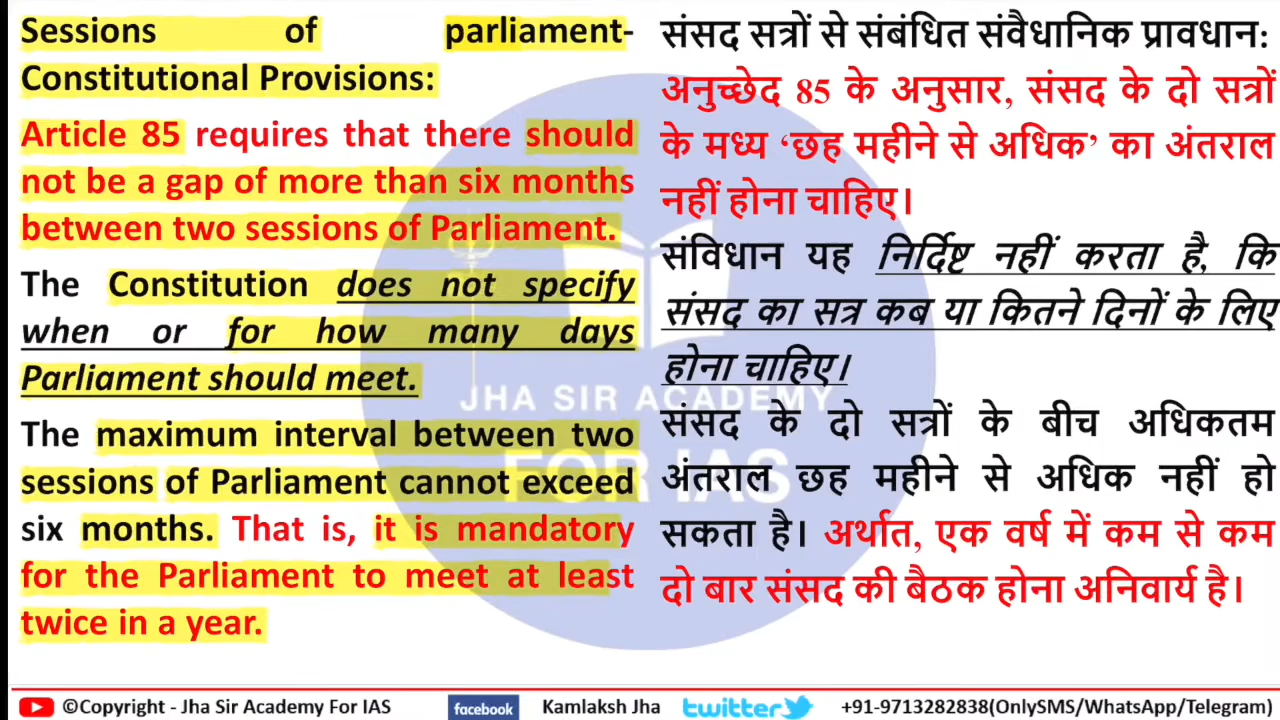 Sessions of parliament-
Constitutional Provisions:
Article 85 requires that there should
not be a gap of more than six months
between two sessions of Parliament.
The Constitution does not specify
when or for how many days
Parliament should meet.
The maximum interval between two
sessions of Parliament cannot exceed
six months. That is, it is mandatory
for the Parliament to meet at least
twice in a year.
संसद सत्रों से संबंधित संवैधानिक प्रावधान:
अनुच्छेद 85 के अनुसार, संसद के दो सत्रों
के मध्य ‘छह महीने से अधिक’ का अंतराल
नहीं होना चाहिए।
संविधान यह निर्दिष्ट नहीं करता है, कि
संसद का सत्र कब या कितने दिनों के लिए
होना चाहिए।
संसद के दो सत्रों के बीच अधिकतम
अंतराल छह महीने से अधिक नहीं हो
सकता है। अर्थात, एक वर्ष में कम से कम
दो बार संसद की बैठक होना अनिवार्य है।
JHA SIR ACADEMY
FOR IAS
©Copyright - Jha Sir Academy For IAS facebook Kamlaksh Jha twitter +91-9713282838(OnlySMS/WhatsApp/Telegram)